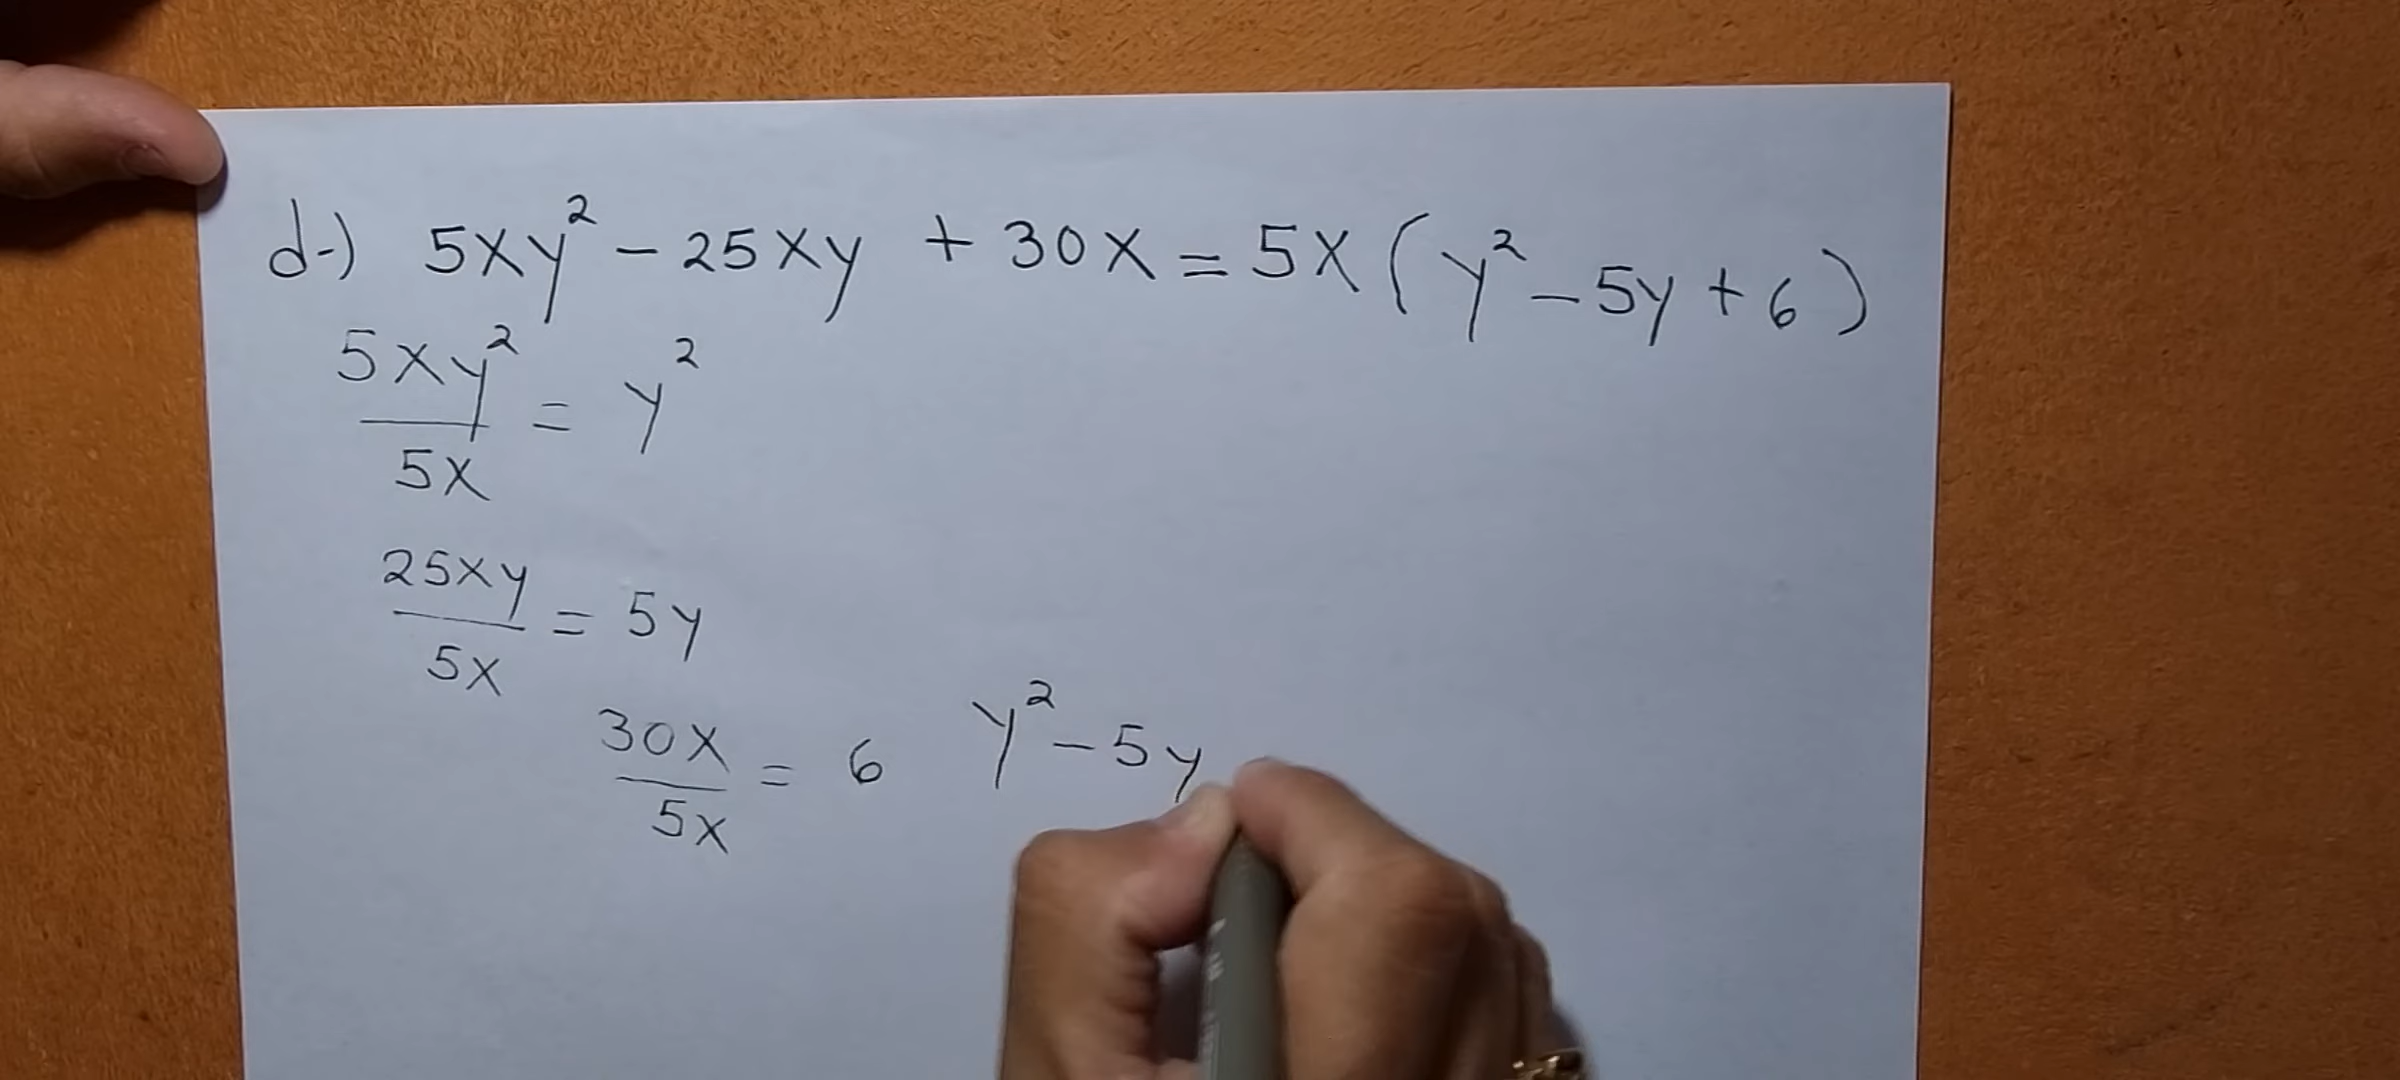 d-) 5xy² - 25xy + 30x = 5x(y² - 5y + 6)
5xy²/5x = y²
25xy/5x = 5y
30x/5x = 6
y² - 5y